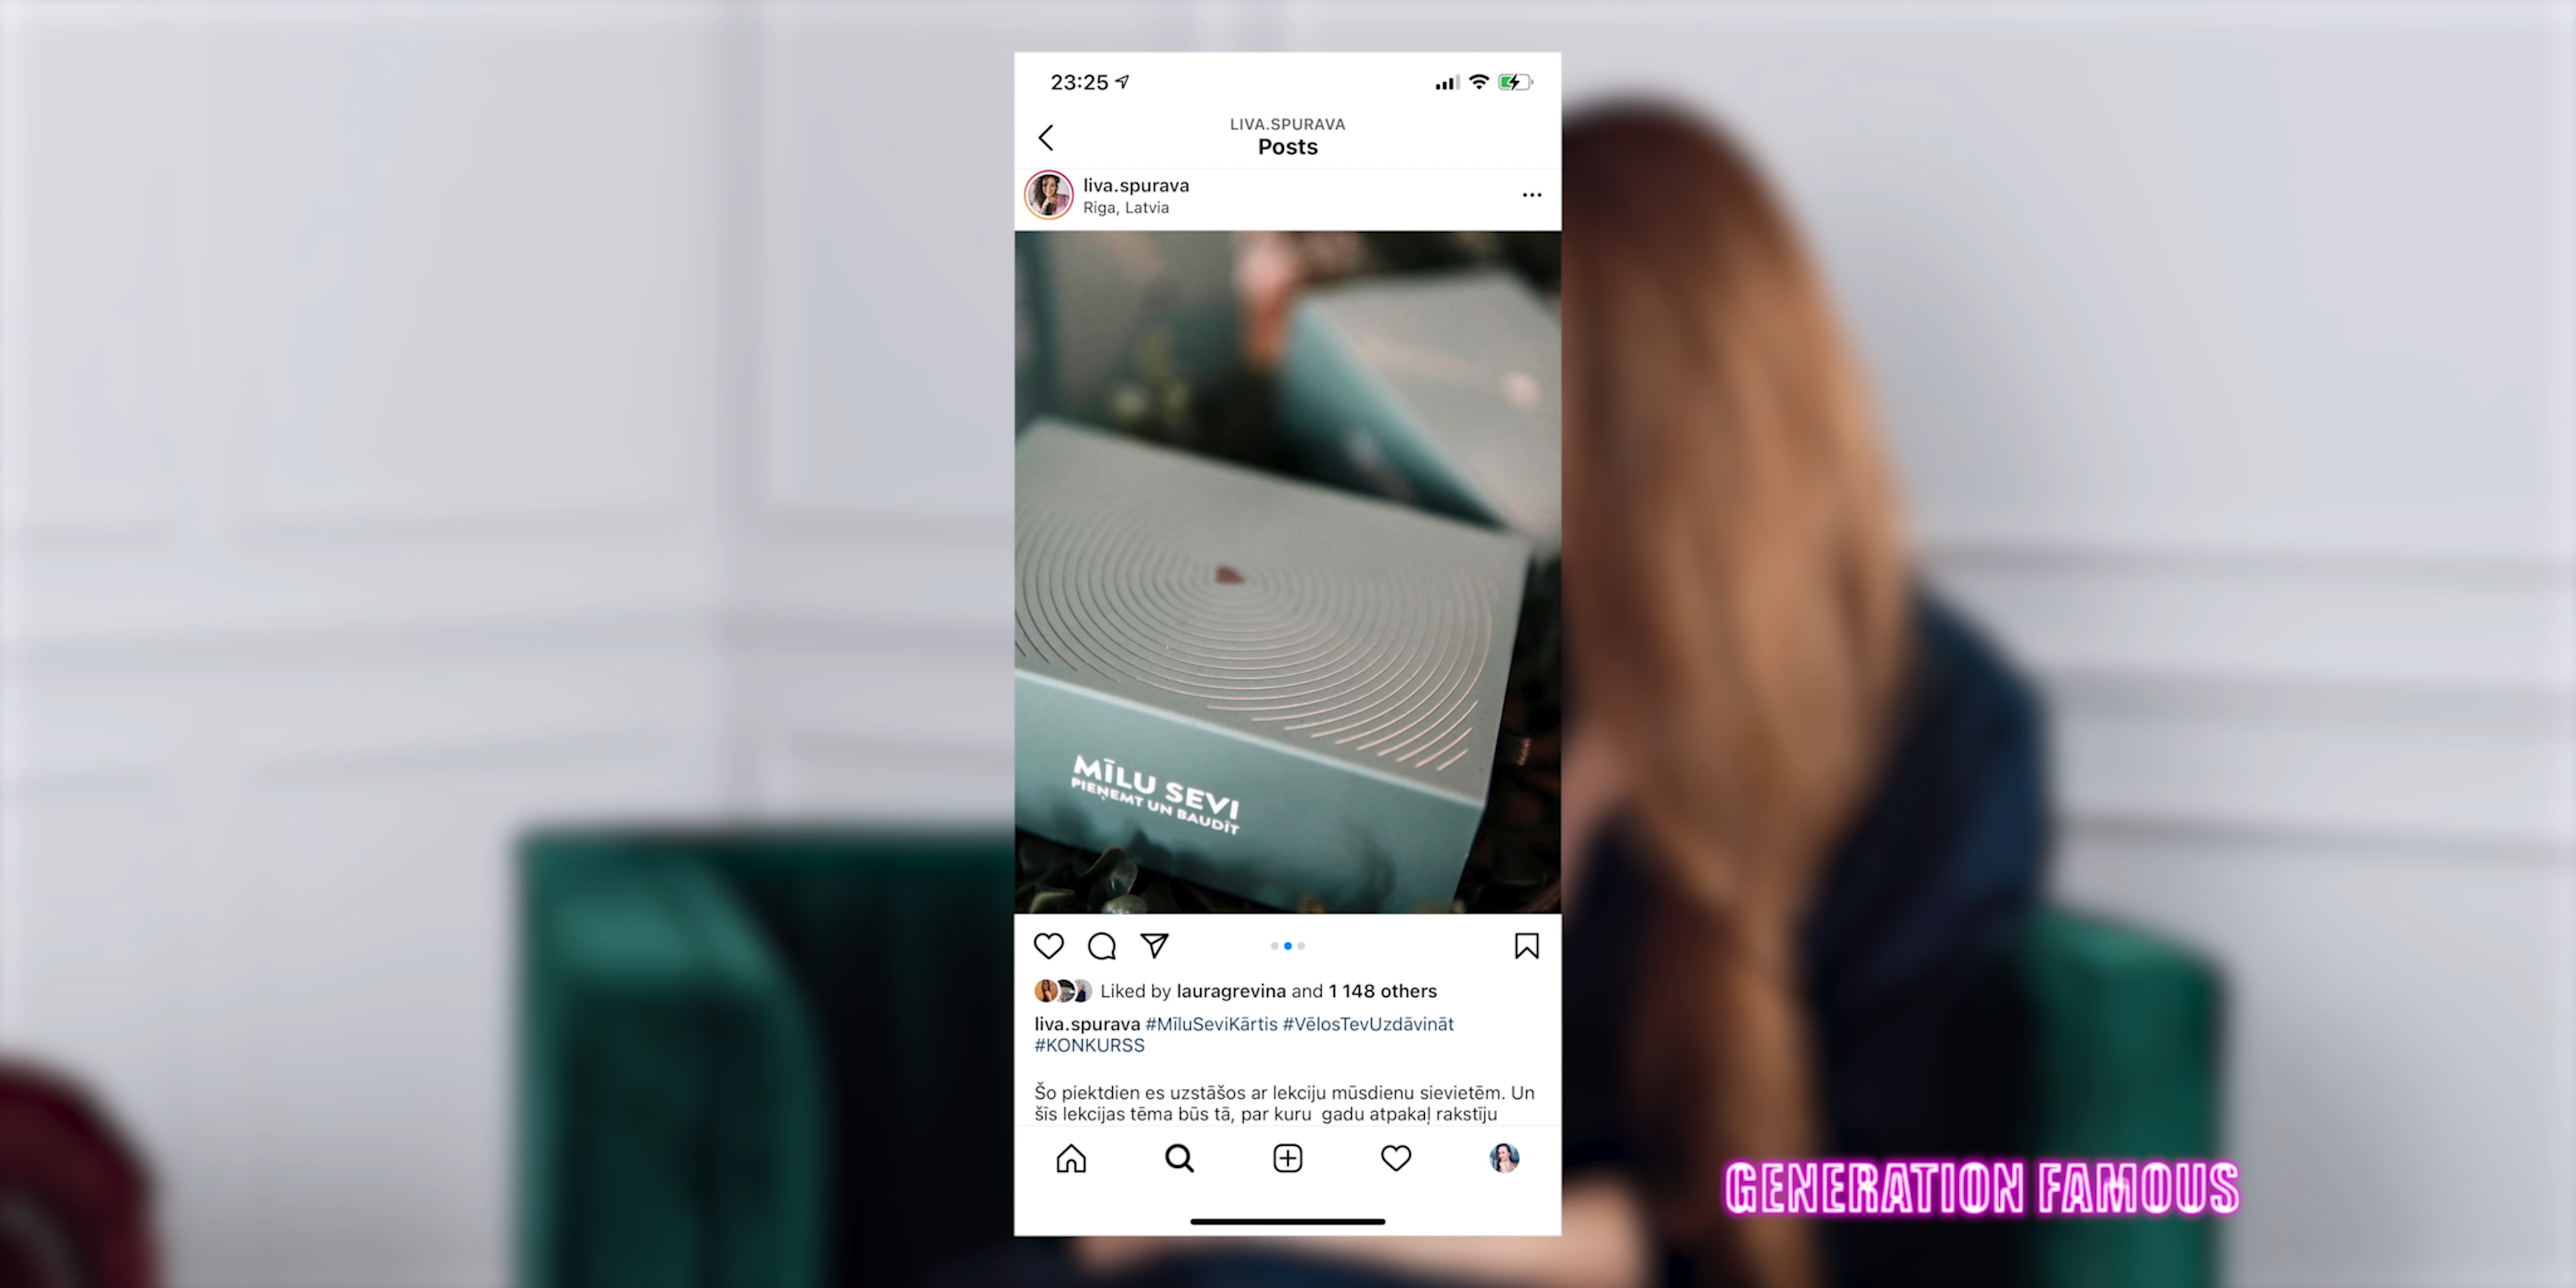 23:25
LIVA.SPURAVA
Posts
liva.spurava
Riga, Latvia
MĪLU SEVI
PIEŅEMT UN BAUDĪT
Liked by lauragrevina and 1 148 others
liva.spurava #MīluSeviKārtis #VēlosTevUzdāvināt
#KONKURSS
Šo piektdien es uzstāšos ar lekciju mūsdienu sievietēm. Un
šīs lekcijas tēma būs tā, par kuru gadu atpakaļ rakstīju
GENERATION FAMOUS